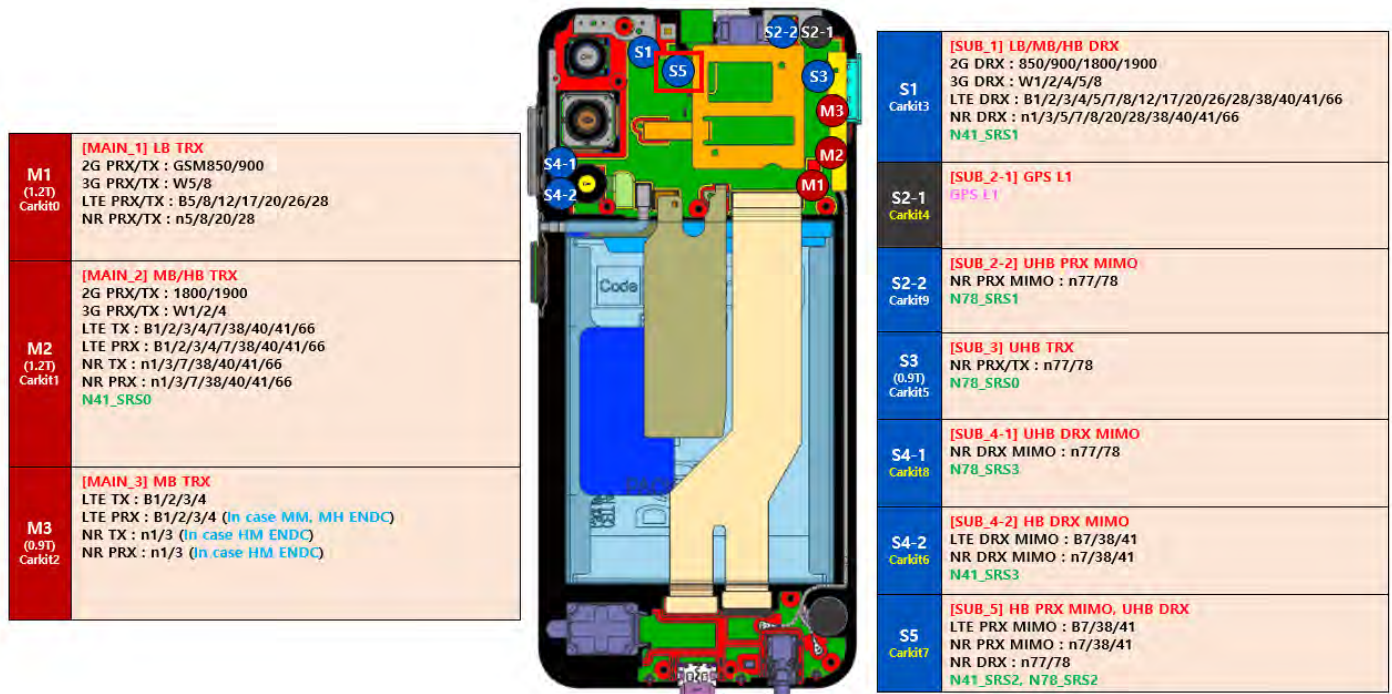 M1
(1.2T)
Carkit0
[MAIN_1] LB TRX
2G PRX/TX : GSM850/900
3G PRX/TX : W5/8
LTE PRX/TX : B5/8/12/17/20/26/28
NR PRX/TX : n5/8/20/28
M2
(1.2T)
Carkit1
[MAIN_2] MB/HB TRX
2G PRX/TX : 1800/1900
3G PRX/TX : W1/2/4
LTE TX : B1/2/3/4/7/38/40/41/66
LTE PRX : B1/2/3/4/7/38/40/41/66
NR TX : n1/3/7/38/40/41/66
NR PRX : n1/3/7/38/40/41/66
N41_SRS0
M3
(0.9T)
Carkit2
[MAIN_3] MB TRX
LTE TX : B1/2/3/4
LTE PRX : B1/2/3/4 (In case MM, MH ENDC)
NR TX : n1/3 (In case HM ENDC)
NR PRX : n1/3 (In case HM ENDC)
S2-2 S2-1
S1
S5
S3
M3
M2
M1
S4-1
S4-2
Code
S1
Carkit3
[SUB_1] LB/MB/HB DRX
2G DRX : 850/900/1800/1900
3G DRX : W1/2/4/5/8
LTE DRX : B1/2/3/4/5/7/8/12/17/20/26/28/38/40/41/66
NR DRX : n1/3/5/7/8/20/28/38/40/41/66
N41_SRS1
S2-1
Carkit4
[SUB_2-1] GPS L1
GPS L1
S2-2
Carkit9
[SUB_2-2] UHB PRX MIMO
NR PRX MIMO : n77/78
N78_SRS1
S3
(0.9T)
Carkit5
[SUB_3] UHB TRX
NR PRX/TX : n77/78
N78_SRS0
S4-1
Carkit8
[SUB_4-1] UHB DRX MIMO
NR DRX MIMO : n77/78
N78_SRS3
S4-2
Carkit6
[SUB_4-2] HB DRX MIMO
LTE DRX MIMO : B7/38/41
NR DRX MIMO : n7/38/41
N41_SRS3
S5
Carkit7
[SUB_5] HB PRX MIMO, UHB DRX
LTE PRX MIMO : B7/38/41
NR PRX MIMO : n7/38/41
NR DRX : n77/78
N41_SRS2, N78_SRS2